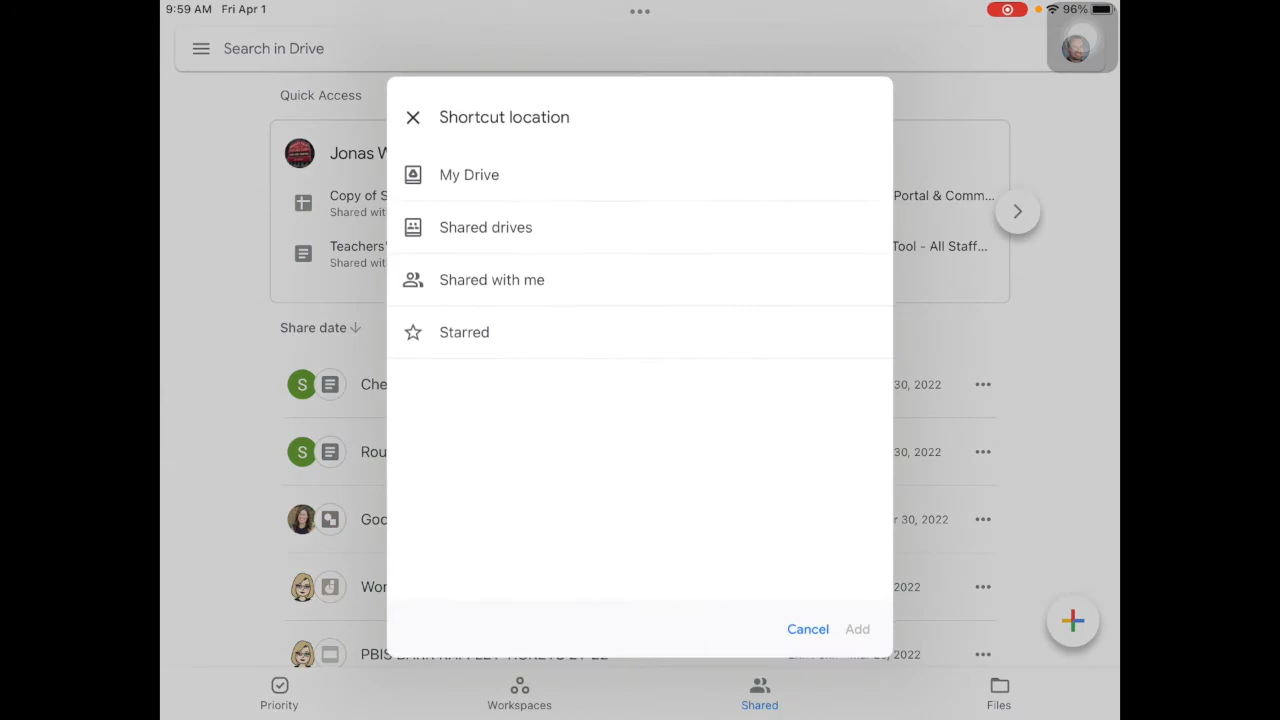 9:59 AM Fri Apr 1
96%
Search in Drive
Quick Access
Shortcut location
Jonas W
My Drive
Copy of S
Shared wit
Portal & Comm...
Shared drives
Teachers'
Shared wit
Tool - All Staff...
Shared with me
Share date
Starred
S
Che
30, 2022
S
Rou
30, 2022
Goo
r 30, 2022
Wor
2022
Cancel
Add
PBIS
2022
Priority
Workspaces
Shared
Files